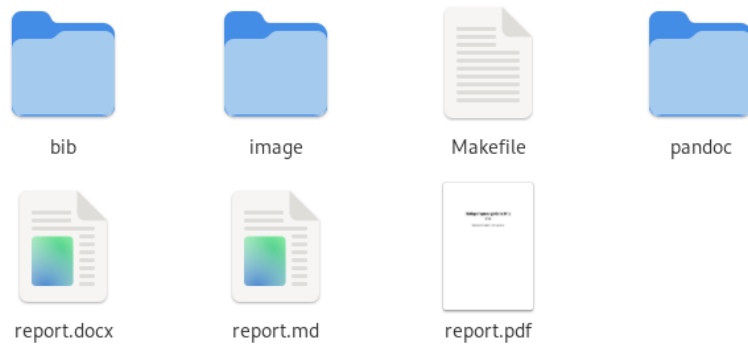 bib
image
Makefile
pandoc
report.docx
report.md
report.pdf